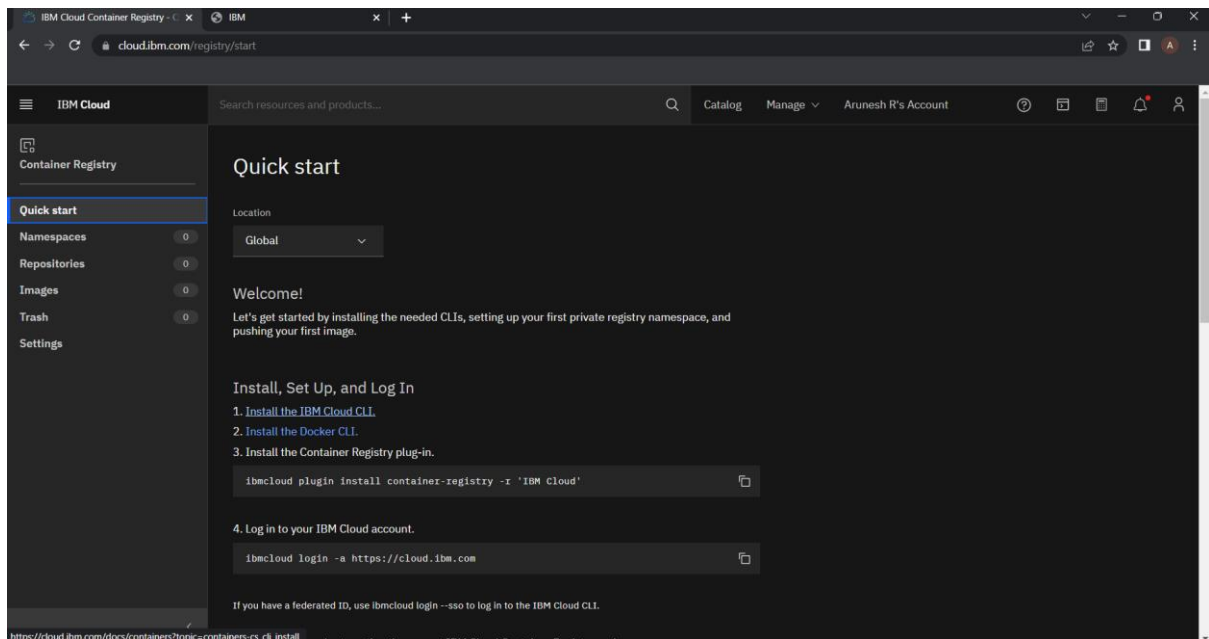 IBM Cloud Container Registry - C
IBM
cloud.ibm.com/registry/start
A
IBM Cloud
Search resources and products...
Catalog
Manage
Arunesh R's Account
Container Registry
Quick start
Namespaces 0
Repositories 0
Images 0
Trash 0
Settings
Quick start
Location
Global
Welcome!
Let's get started by installing the needed CLIs, setting up your first private registry namespace, and
pushing your first image.
Install, Set Up, and Log In
1. Install the IBM Cloud CLI.
2. Install the Docker CLI.
3. Install the Container Registry plug-in.
ibmcloud plugin install container-registry -r 'IBM Cloud'
4. Log in to your IBM Cloud account.
ibmcloud login -a https://cloud.ibm.com
If you have a federated ID, use ibmcloud login --sso to log in to the IBM Cloud CLI.
https://cloud.ibm.com/docs/containers?topic=containers-cs_cli_install